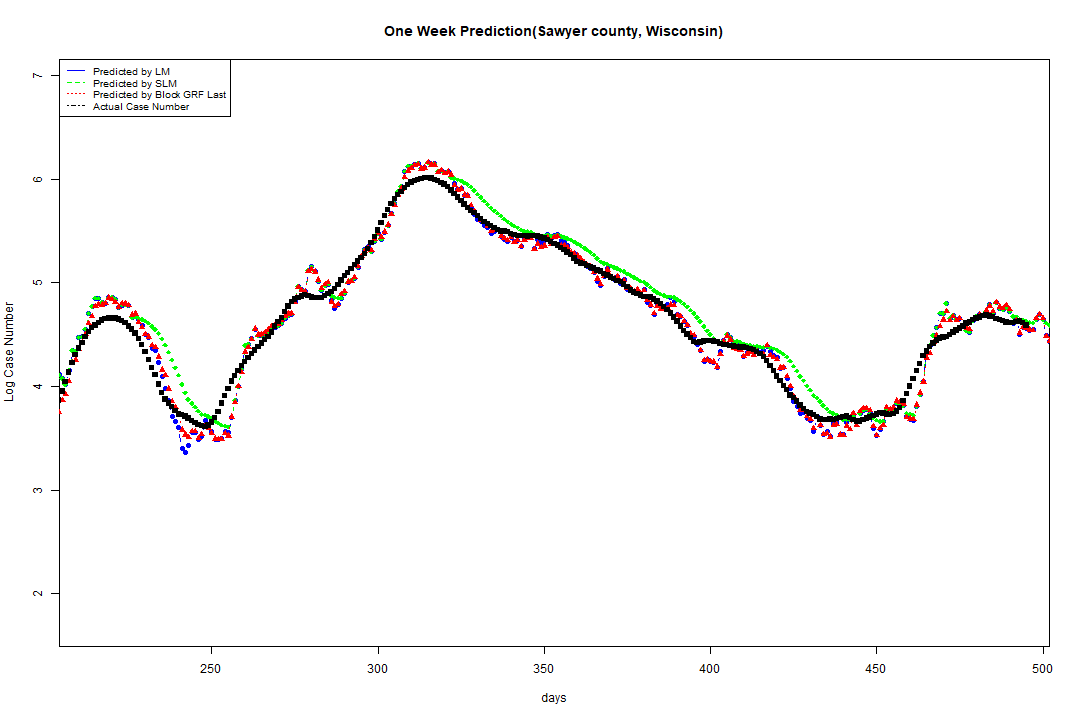 One Week Prediction(Sawyer county, Wisconsin)
Predicted by LM
Predicted by SLM
Predicted by Block GRF Last
Actual Case Number
7
6
5
4
3
2
Log Case Number
250
300
350
400
450
500
days